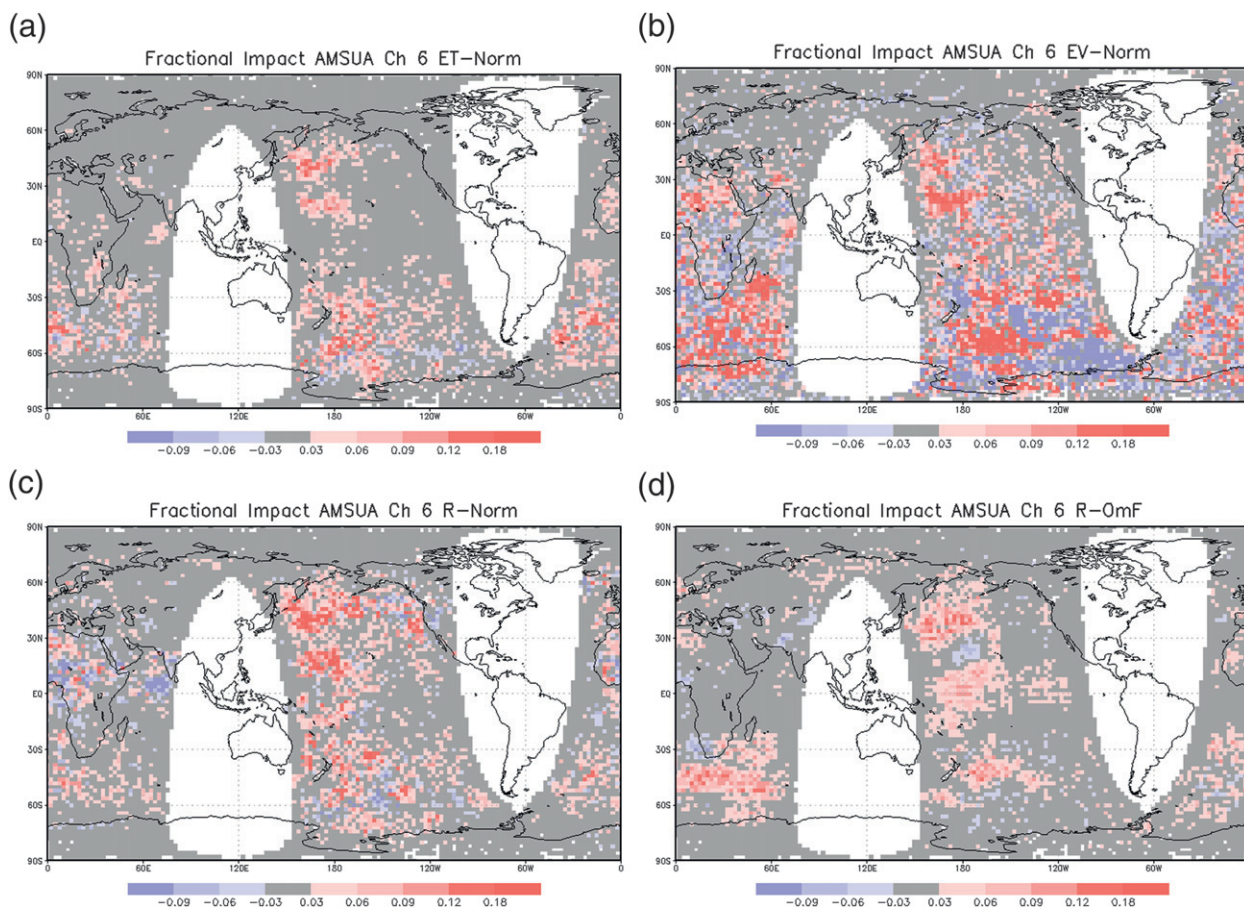 (a)
Fractional Impact AMSUA Ch 6 ET-Norm
90N
60N
30N
EQ
30S
60S
90S
0 60E 120E 180 120W 60W 0
-0.09 -0.06 -0.03 0.03 0.06 0.09 0.12 0.18
(b)
Fractional Impact AMSUA Ch 6 EV-Norm
90N
60N
30N
EQ
30S
60S
90S
0 60E 120E 180 120W 60W
-0.09 -0.06 -0.03 0.03 0.06 0.09 0.12 0.18
(c)
Fractional Impact AMSUA Ch 6 R-Norm
90N
60N
30N
EQ
30S
60S
90S
0 60E 120E 180 120W 60W 0
-0.09 -0.06 -0.03 0.03 0.06 0.09 0.12 0.18
(d)
Fractional Impact AMSUA Ch 6 R-OmF
90N
60N
30N
EQ
30S
60S
90S
0 60E 120E 180 120W 60W
-0.09 -0.06 -0.03 0.03 0.06 0.09 0.12 0.18